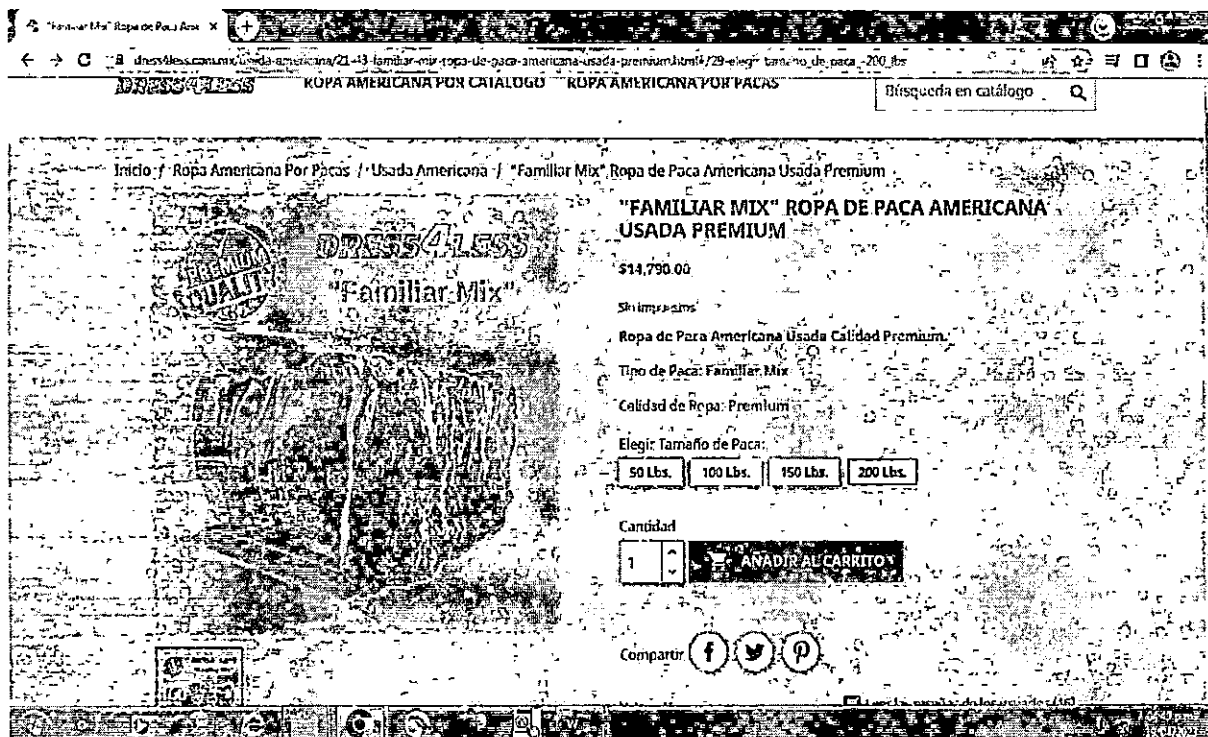 "Familiar Mix" Ropa de Paca Ame
ROPA AMERICANA POR CATÁLOGO ROPA AMERICANA POR PACAS
Búsqueda en catálogo
Inicio / Ropa Americana Por Pacas / Usada Americana / "Familiar Mix" Ropa de Paca Americana Usada Premium
PREMIUM QUALITY
DRESS4LESS
"Familiar Mix"
"FAMILIAR MIX" ROPA DE PACA AMERICANA
USADA PREMIUM
$14,790.00
Sin impuestos
Ropa de Paca Americana Usada Calidad Premium.
Tipo de Paca: Familiar Mix
Calidad de Ropa: Premium
Elegir Tamaño de Paca:
50 Lbs. 100 Lbs. 150 Lbs. 200 Lbs.
Cantidad
1 AÑADIR AL CARRITO
Compartir